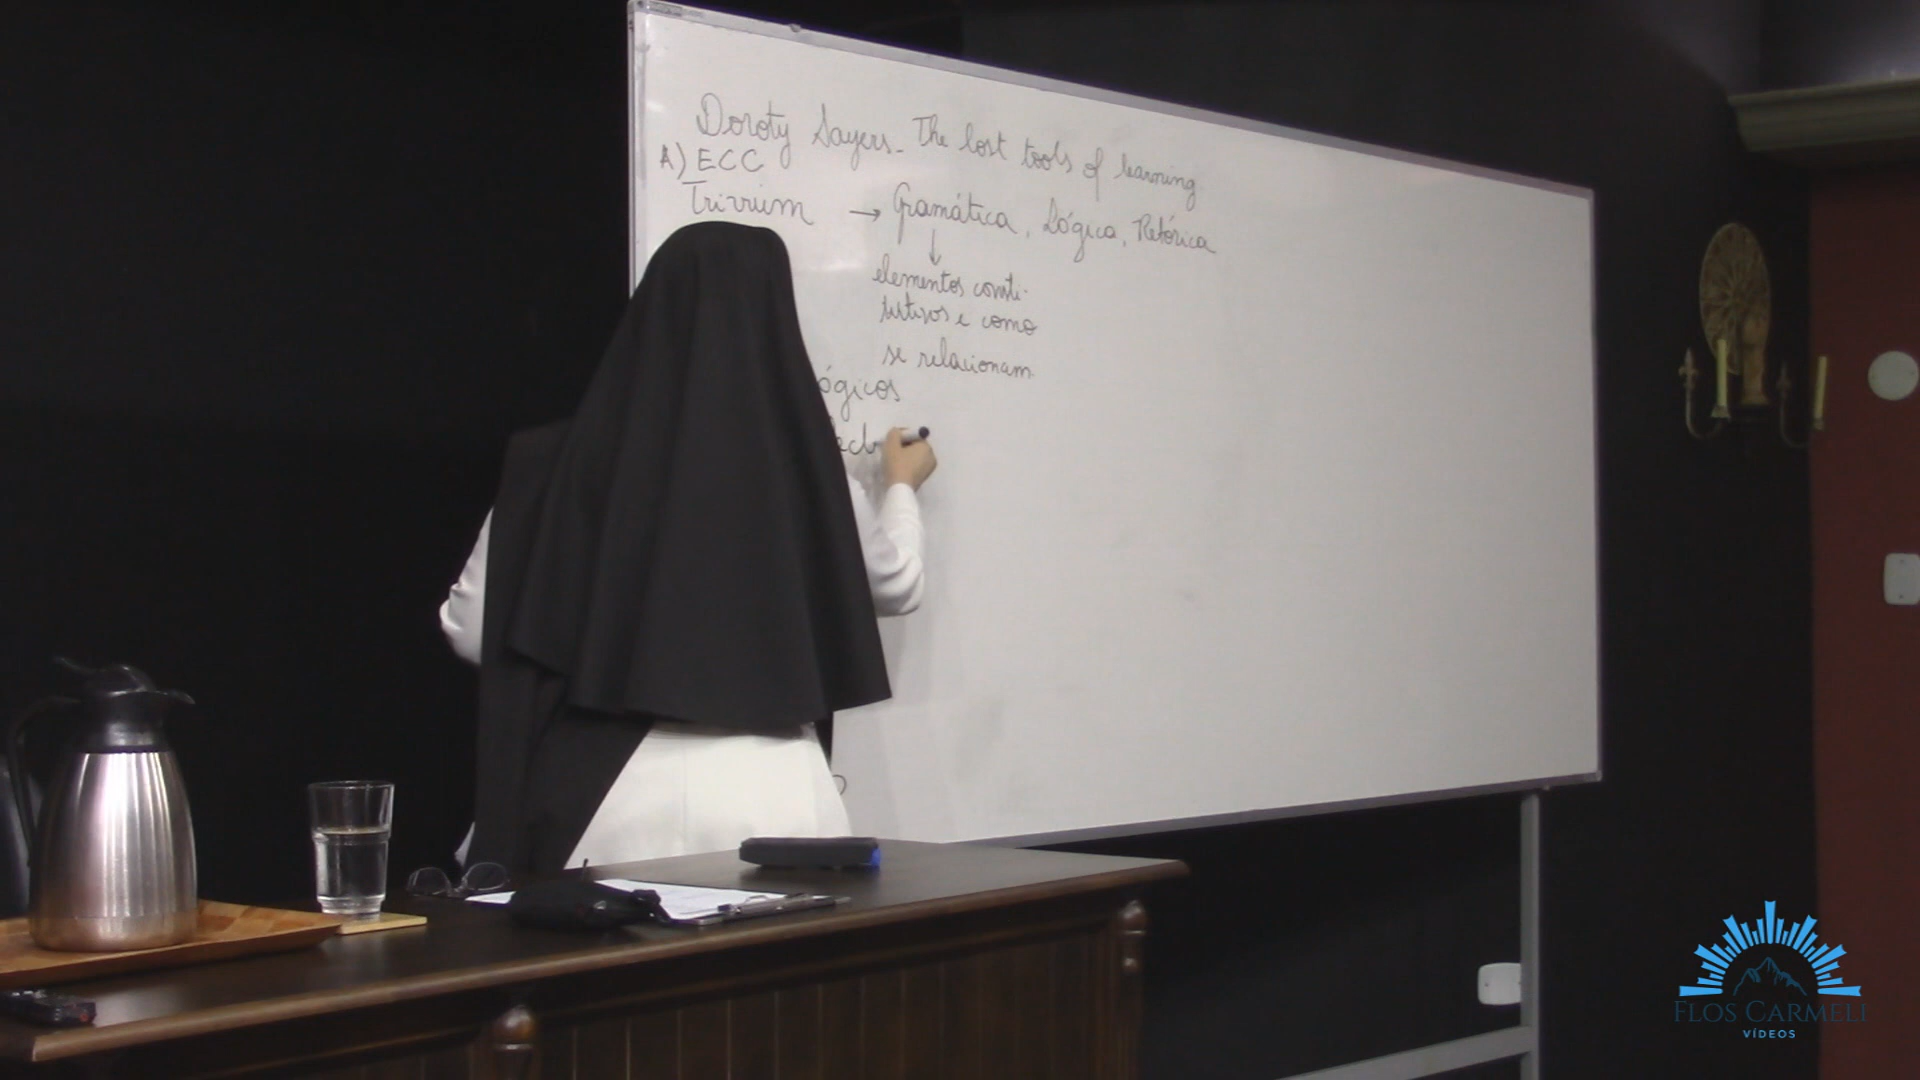 Doroty Sayers - The lost tools of learning
A) ECC
Trivium → Gramática, Lógica, Retórica
↓
elementos consti-
tutivos e como
se relacionam.
ógicos
FLOS CARMELI
VÍDEOS